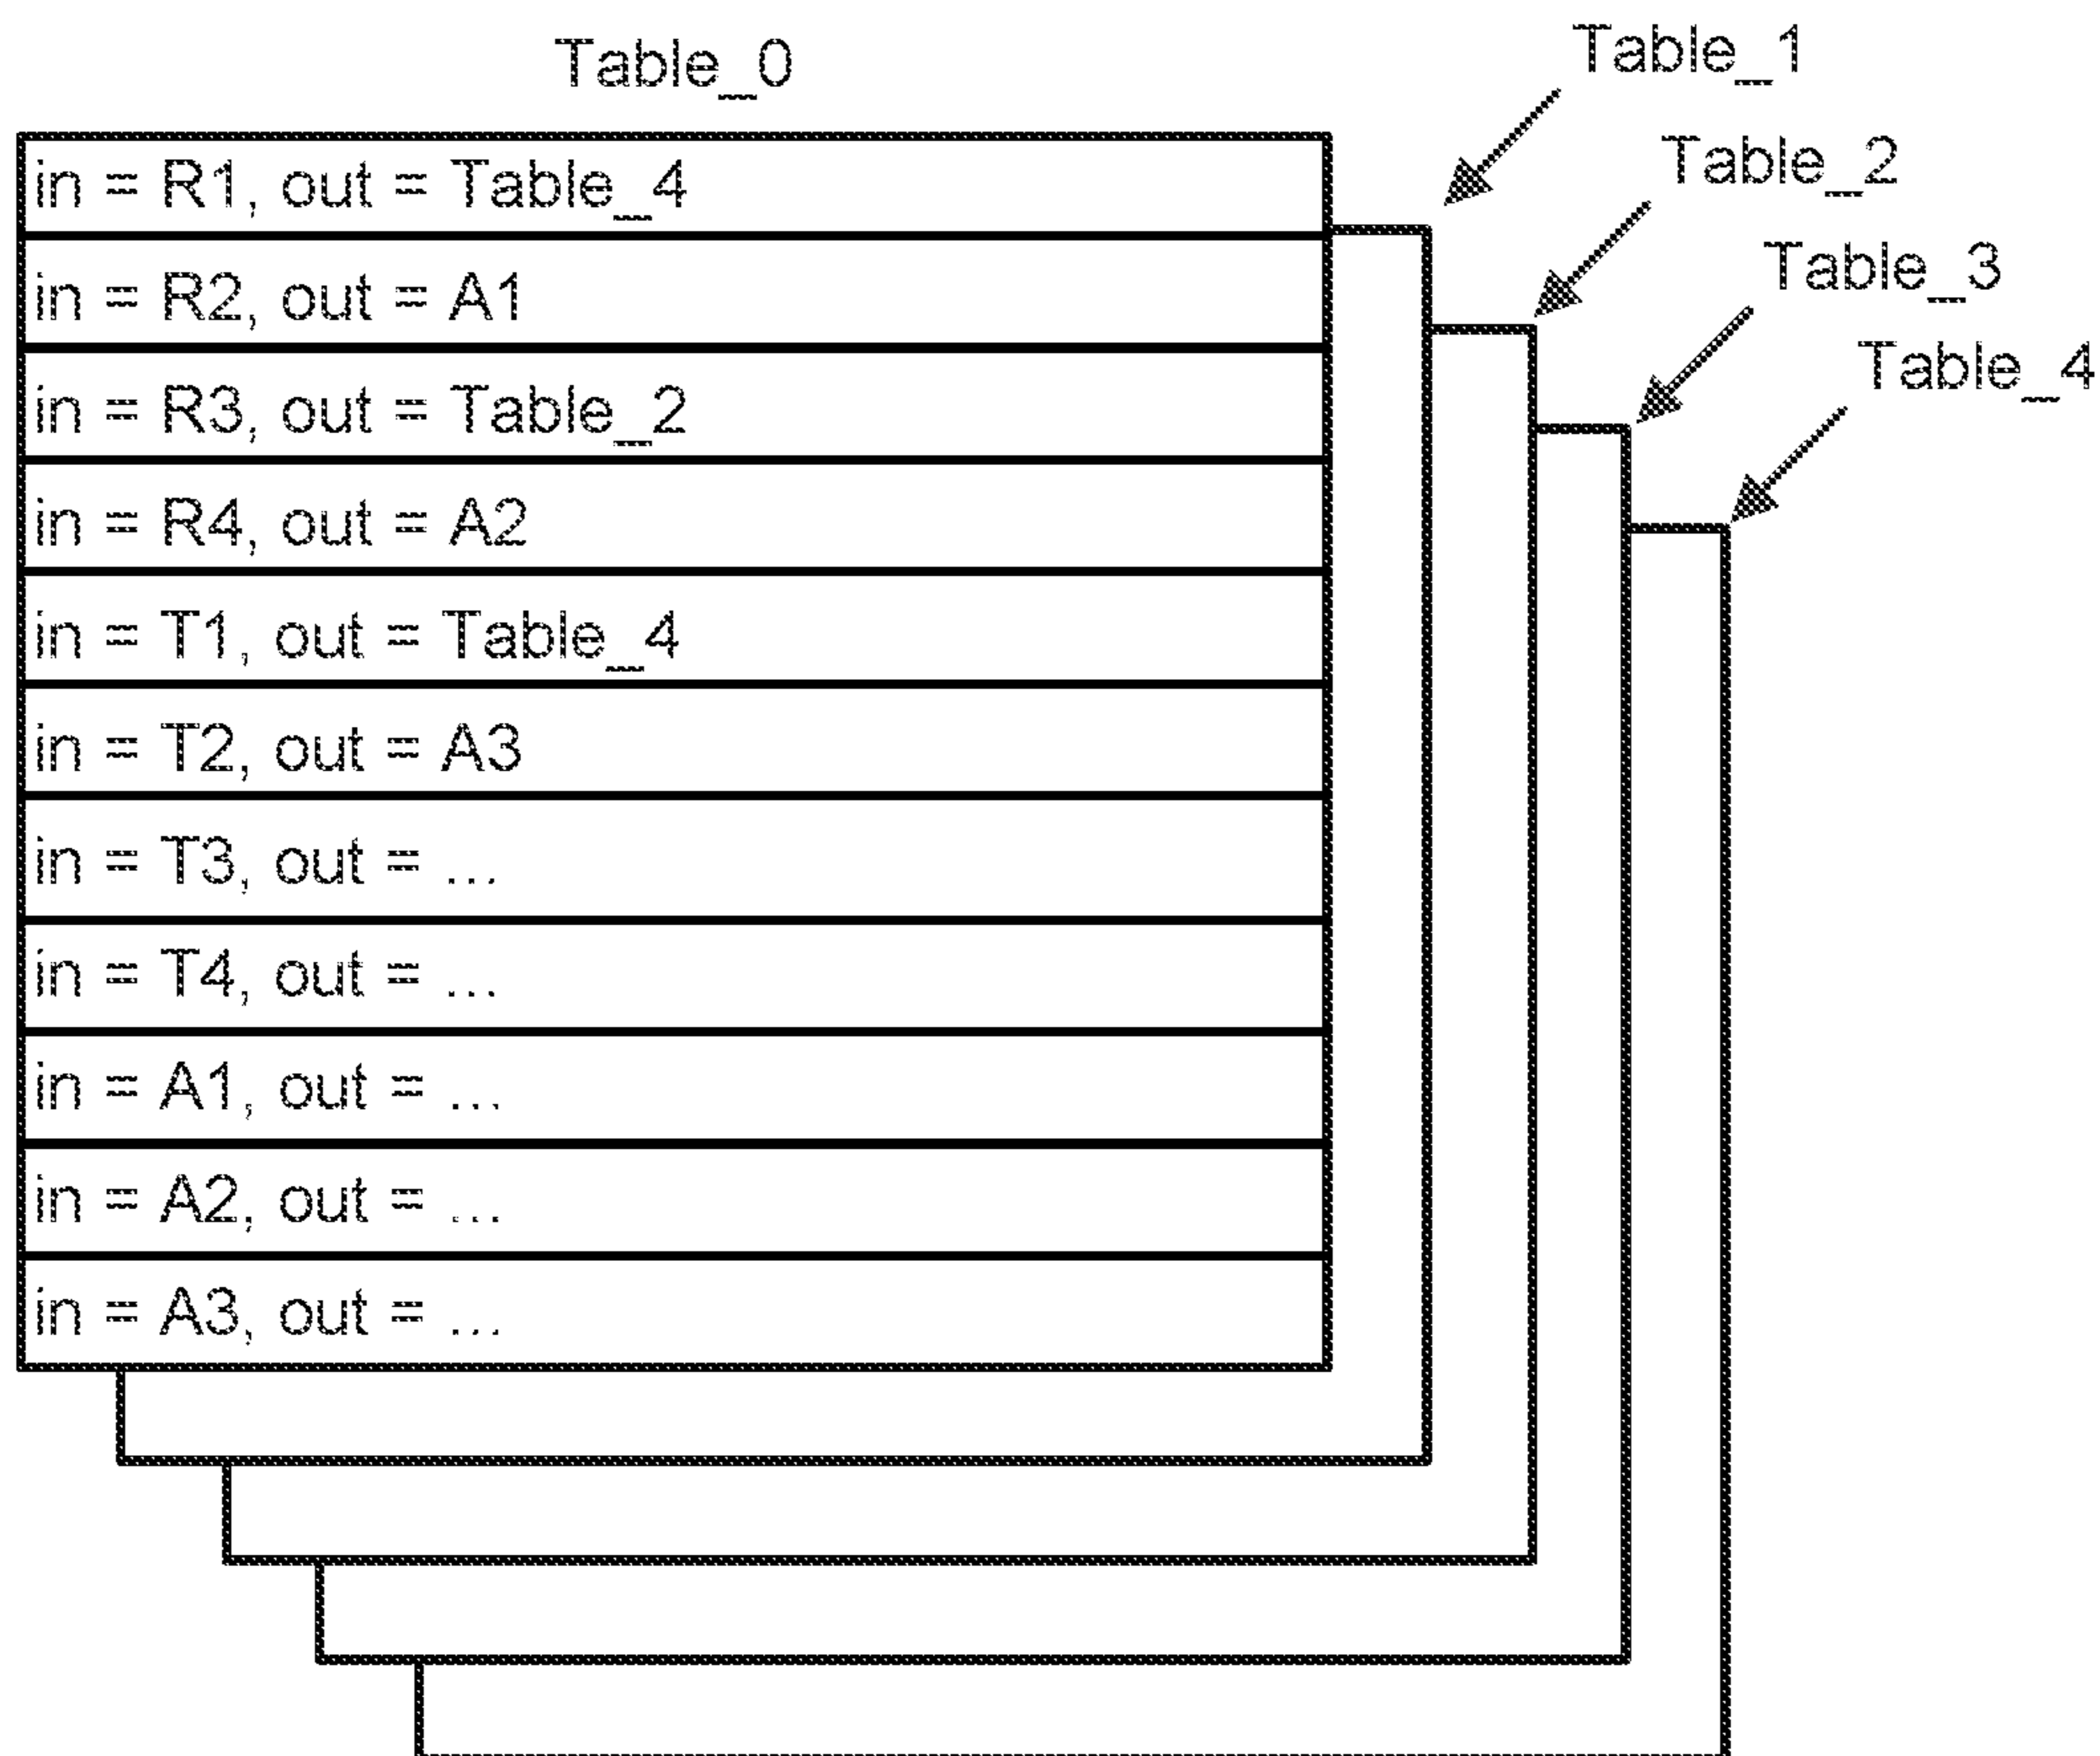 Table_0
Table_1
Table_2
Table_3
Table_4
in = R1, out = Table_4
in = R2, out = A1
in = R3, out = Table_2
in = R4, out = A2
in = T1, out = Table_4
in = T2, out = A3
in = T3, out = ...
in = T4, out = ...
in = A1, out = ...
in = A2, out = ...
in = A3, out = ...